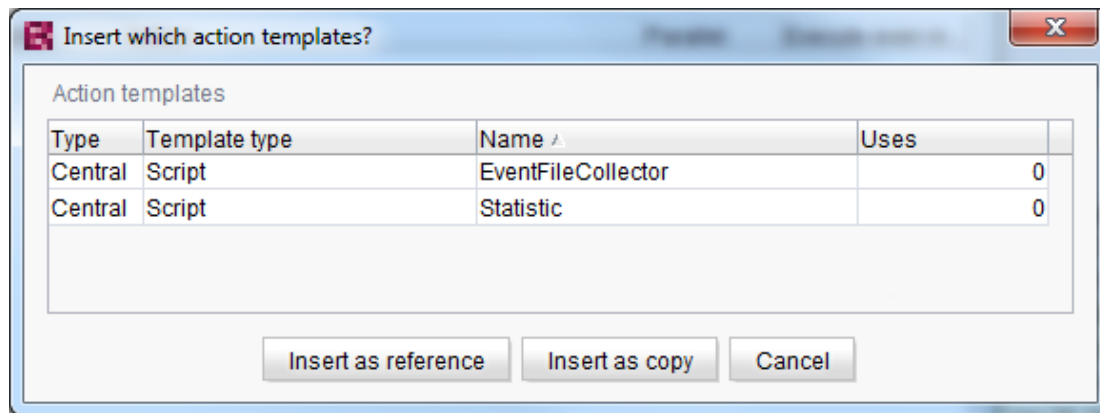 Insert which action templates?
Action templates
Type Template type Name Uses
Central Script EventFileCollector 0
Central Script Statistic 0
Insert as reference Insert as copy Cancel